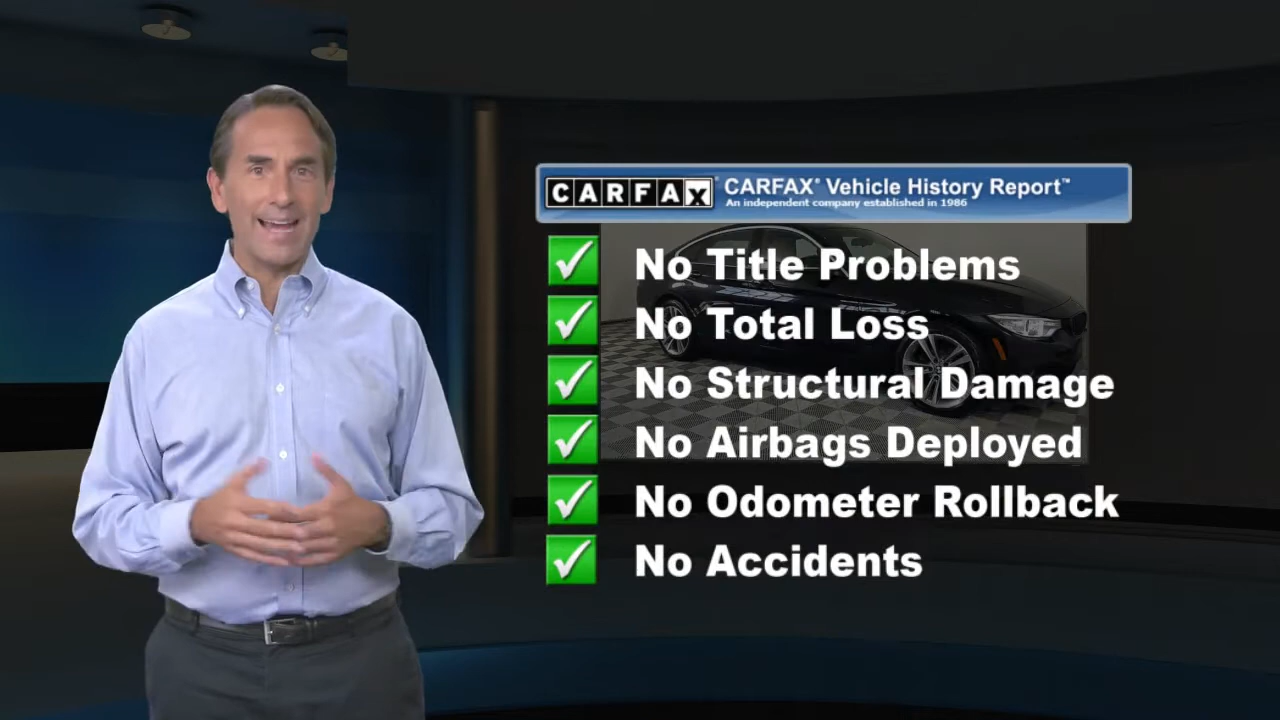 CARFAX CARFAX® Vehicle History Report™
An independent company established in 1986
No Title Problems
No Total Loss
No Structural Damage
No Airbags Deployed
No Odometer Rollback
No Accidents